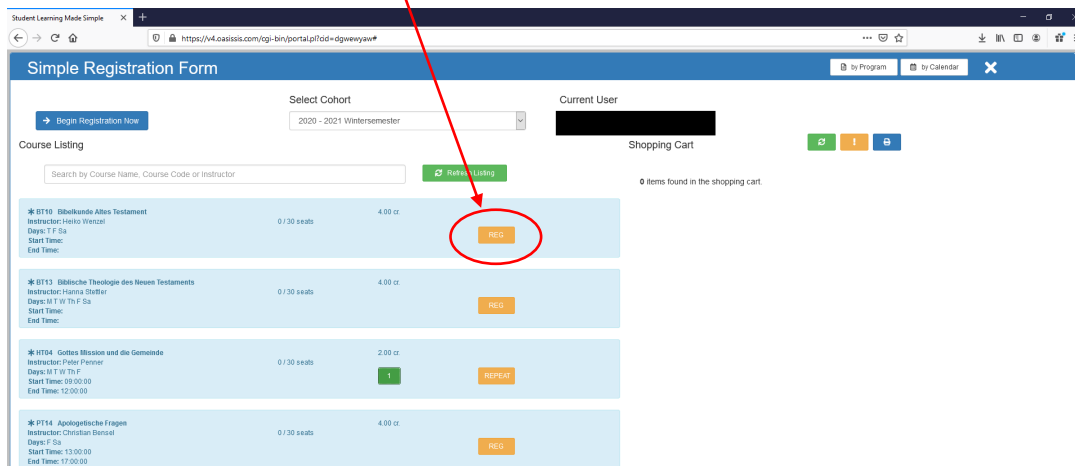 Student Learning Made Simple
https://v4.oasissis.com/cgi-bin/portal.pl?cid=dgwewyaw#
Simple Registration Form
by Program
by Calendar
Begin Registration Now
Select Cohort
2020 - 2021 Wintersemester
Current User
Course Listing
Shopping Cart
Search by Course Name, Course Code or Instructor
Refresh Listing
0 items found in the shopping cart.
BT10 Bibelkunde Altes Testament
4.00 cr.
Instructor: Heiko Wenzel
0 / 30 seats
Days: T F Sa
REG
Start Time:
End Time:
BT13 Biblische Theologie des Neuen Testaments
4.00 cr.
Instructor: Hanna Stettler
0 / 30 seats
Days: M T W Th F Sa
REG
Start Time:
End Time:
HT04 Gottes Mission und die Gemeinde
2.00 cr.
Instructor: Peter Penner
0 / 30 seats
Days: M T W Th F
1
REPEAT
Start Time: 09:00:00
End Time: 12:00:00
PT14 Apologetische Fragen
4.00 cr.
Instructor: Christian Bensel
0 / 30 seats
Days: F Sa
REG
Start Time: 13:00:00
End Time: 17:00:00